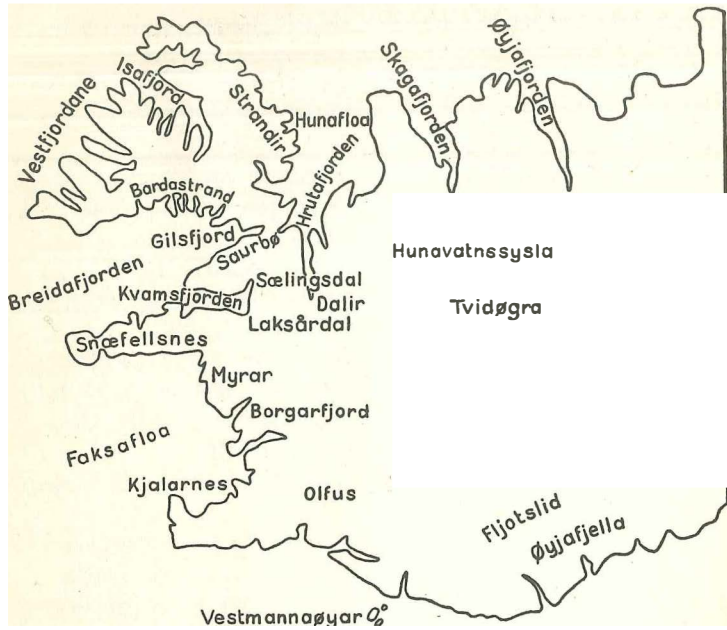 Vestfjordane
Isafjord
Strandir
Hunafloa
Skagafjorden
Øyjafjorden
Hrutafjorden
Bardastrand
Gilsfjord
Saurbø
Hunavatnssysla
Breidafjorden
Kvamsfjorden
Sælingsdal
Dalir
Tvidøgra
Laksårdal
Snæfellsnes
Myrar
Borgarfjord
Faksafloa
Kjalarnes
Olfus
Fljotslid
Øyjafjella
Vestmannaøyar